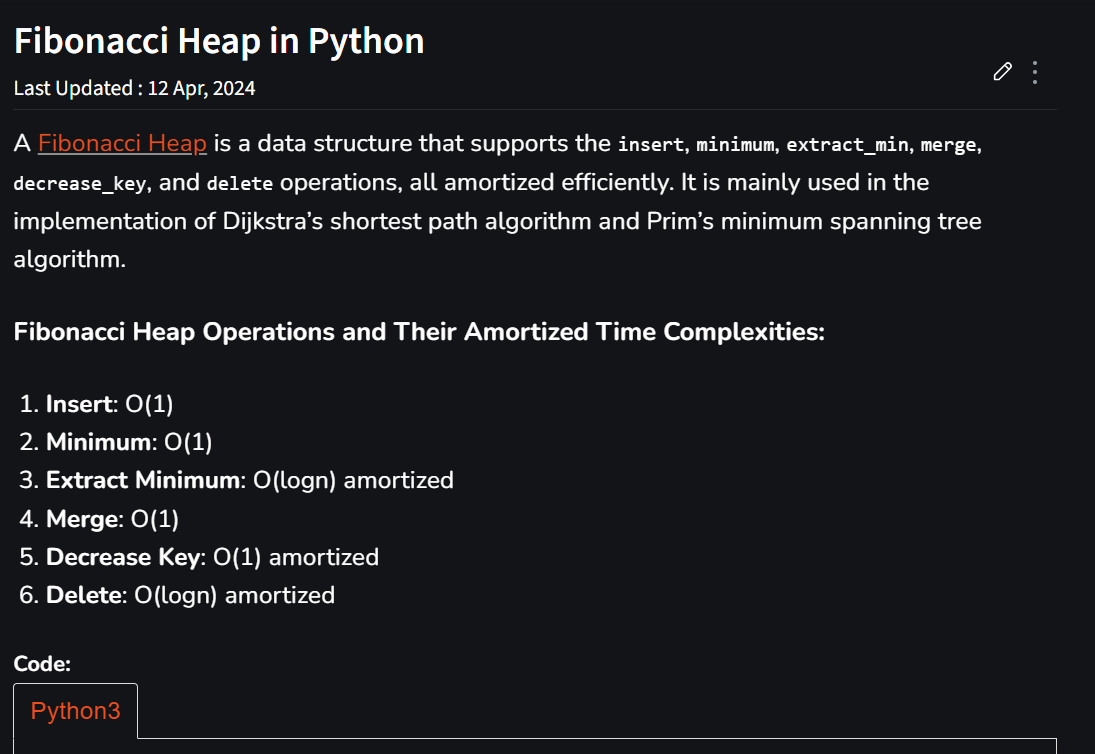 Fibonacci Heap in Python
Last Updated : 12 Apr, 2024
A Fibonacci Heap is a data structure that supports the insert, minimum, extract_min, merge,
decrease_key, and delete operations, all amortized efficiently. It is mainly used in the
implementation of Dijkstra’s shortest path algorithm and Prim’s minimum spanning tree
algorithm.
Fibonacci Heap Operations and Their Amortized Time Complexities:
1. Insert: O(1)
2. Minimum: O(1)
3. Extract Minimum: O(logn) amortized
4. Merge: O(1)
5. Decrease Key: O(1) amortized
6. Delete: O(logn) amortized
Code:
Python3